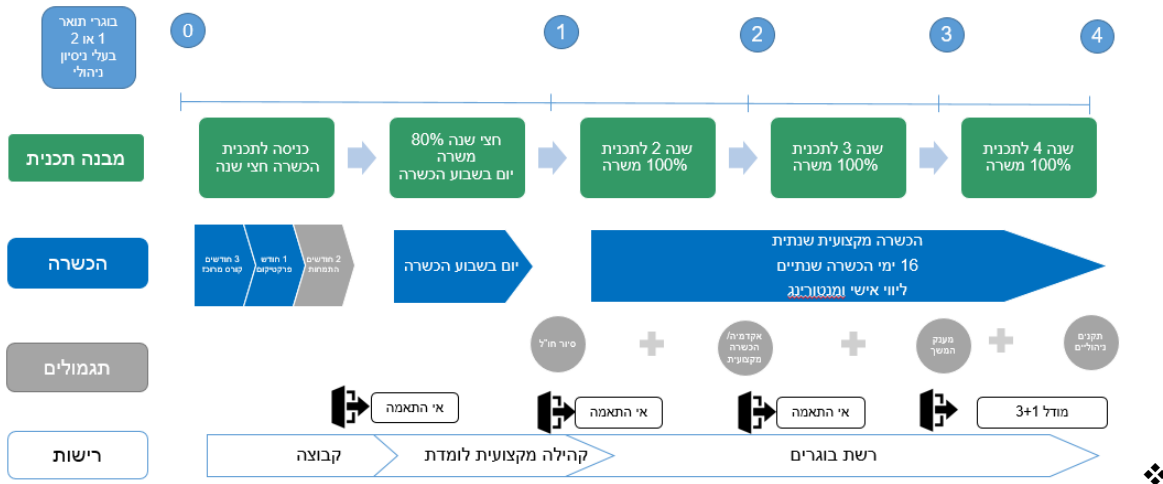 בוגרי תואר
1 או 2
בעלי ניסיון
ניהולי
0
1
2
3
4
מבנה תכנית
כניסה לתכנית
הכשרה חצי שנה
חצי שנה 80%
משרה
יום בשבוע הכשרה
שנה 2 לתכנית
100% משרה
שנה 3 לתכנית
100% משרה
שנה 4 לתכנית
100% משרה
הכשרה
3 חודשים
קורס מרוכז
1 חודש
פרקטיקום
2 חודשים
התמחות
יום בשבוע הכשרה
הכשרה מקצועית שנתית
16 ימי הכשרה שנתיים
ליווי אישי ומנטורינג
תגמולים
סיור חו"ל
אקדמיה/
הכשרה
מקצועית
מענק
המשך
תקנים
ניהוליים
אי התאמה
אי התאמה
אי התאמה
מודל 3+1
רישות
קבוצה
קהילה מקצועית לומדת
רשת בוגרים